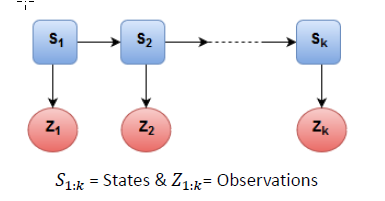 S1 S2 Sk
Z1 Z2 Zk
S1:k = States & Z1:k= Observations